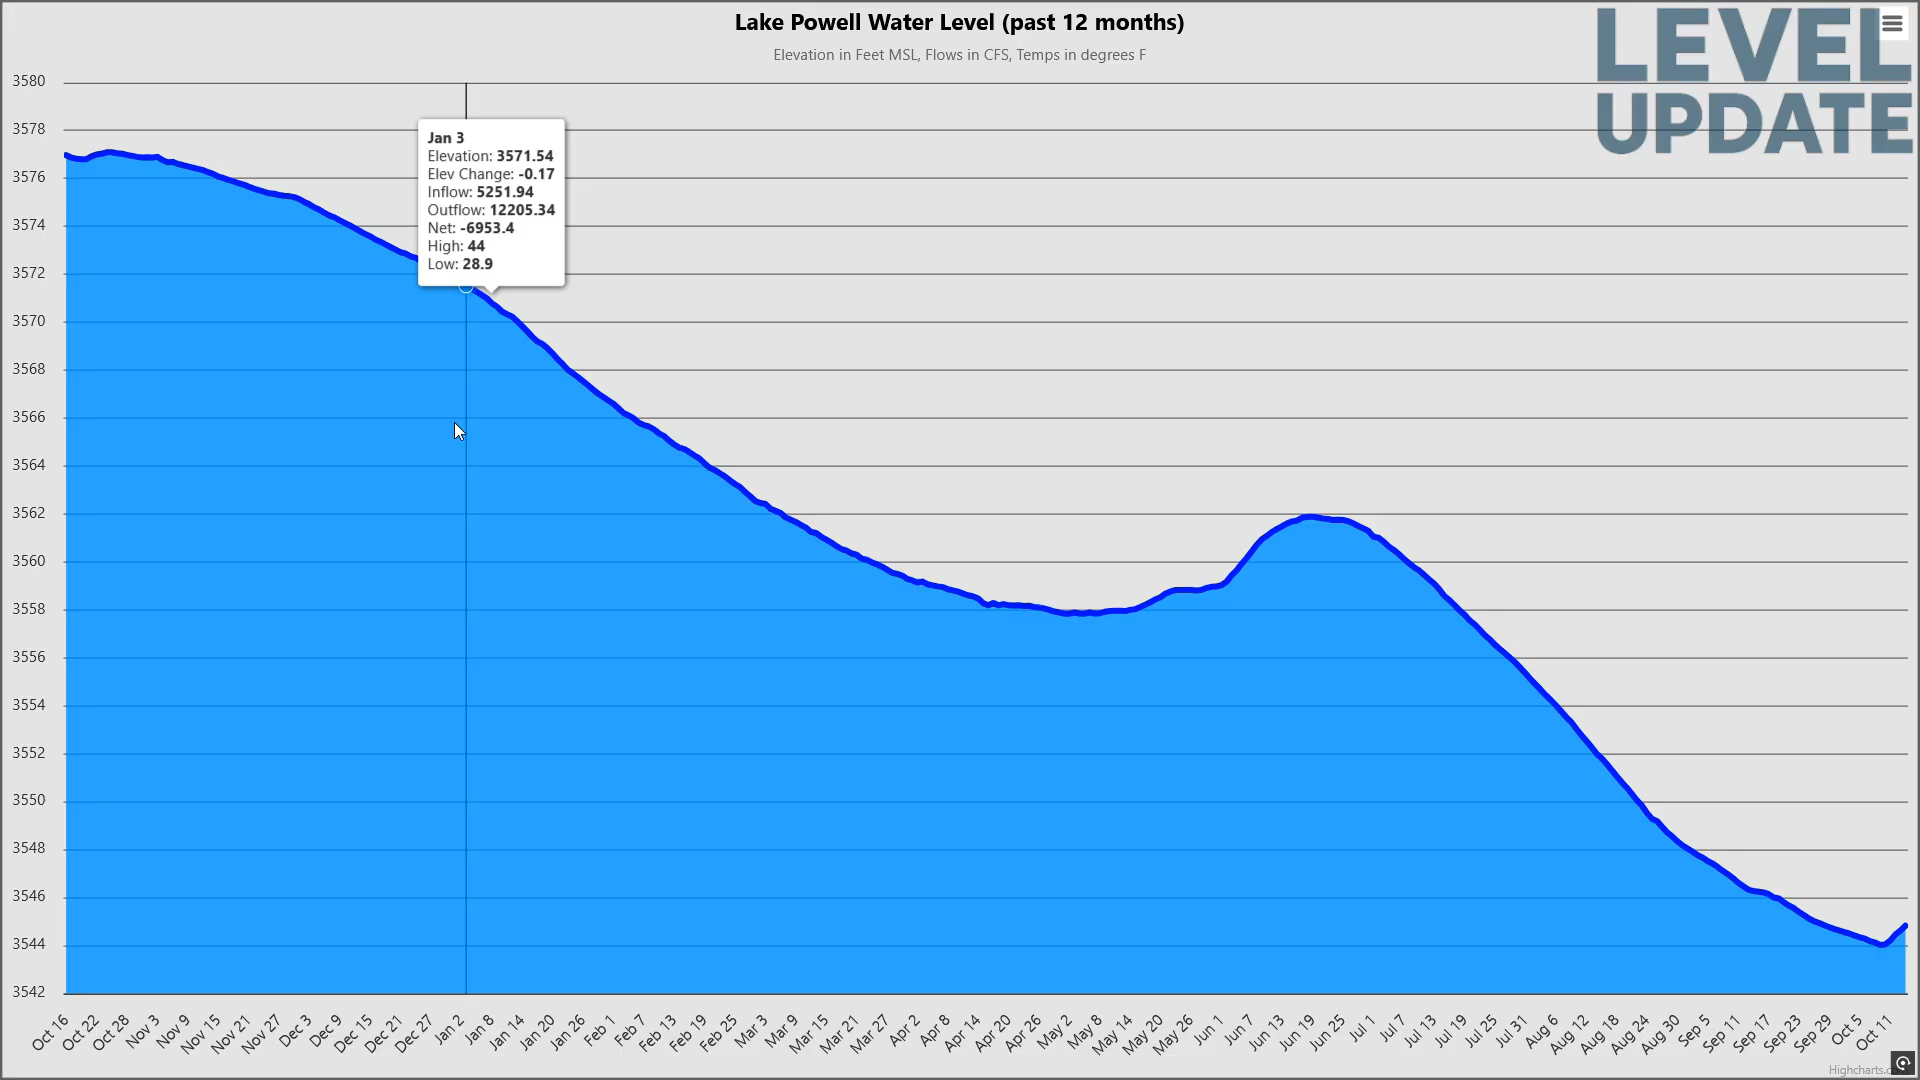 Lake Powell Water Level (past 12 months)
Elevation in Feet MSL, Flows in CFS, Temps in degrees F
LEVEL
UPDATE
3580
3578
3576
3574
3572
3570
3568
3566
3564
3562
3560
3558
3556
3554
3552
3550
3548
3546
3544
3542
Jan 3
Elevation: 3571.54
Elev Change: -0.17
Inflow: 5251.94
Outflow: 12205.34
Net: -6953.4
High: 44
Low: 28.9
Oct 16
Oct 22
Oct 28
Nov 3
Nov 9
Nov 15
Nov 21
Nov 27
Dec 3
Dec 9
Dec 15
Dec 21
Dec 27
Jan 2
Jan 8
Jan 14
Jan 20
Jan 26
Feb 1
Feb 7
Feb 13
Feb 19
Feb 25
Mar 3
Mar 9
Mar 15
Mar 21
Mar 27
Apr 2
Apr 8
Apr 14
Apr 20
Apr 26
May 2
May 8
May 14
May 20
May 26
Jun 1
Jun 7
Jun 13
Jun 19
Jun 25
Jul 1
Jul 7
Jul 13
Jul 19
Jul 25
Jul 31
Aug 6
Aug 12
Aug 18
Aug 24
Aug 30
Sep 5
Sep 11
Sep 17
Sep 23
Sep 29
Oct 5
Oct 11
Highcharts.c